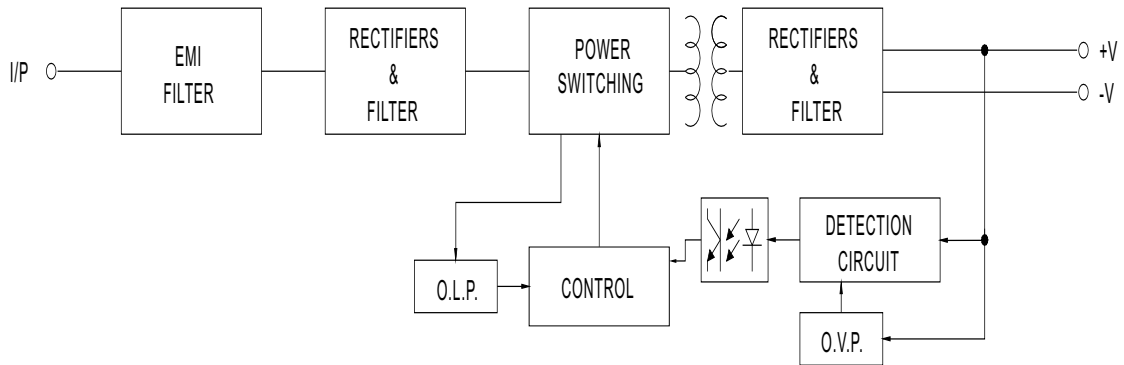 I/P
EMI
FILTER
RECTIFIERS
&
FILTER
POWER
SWITCHING
RECTIFIERS
&
FILTER
+V
-V
O.L.P.
CONTROL
DETECTION
CIRCUIT
O.V.P.